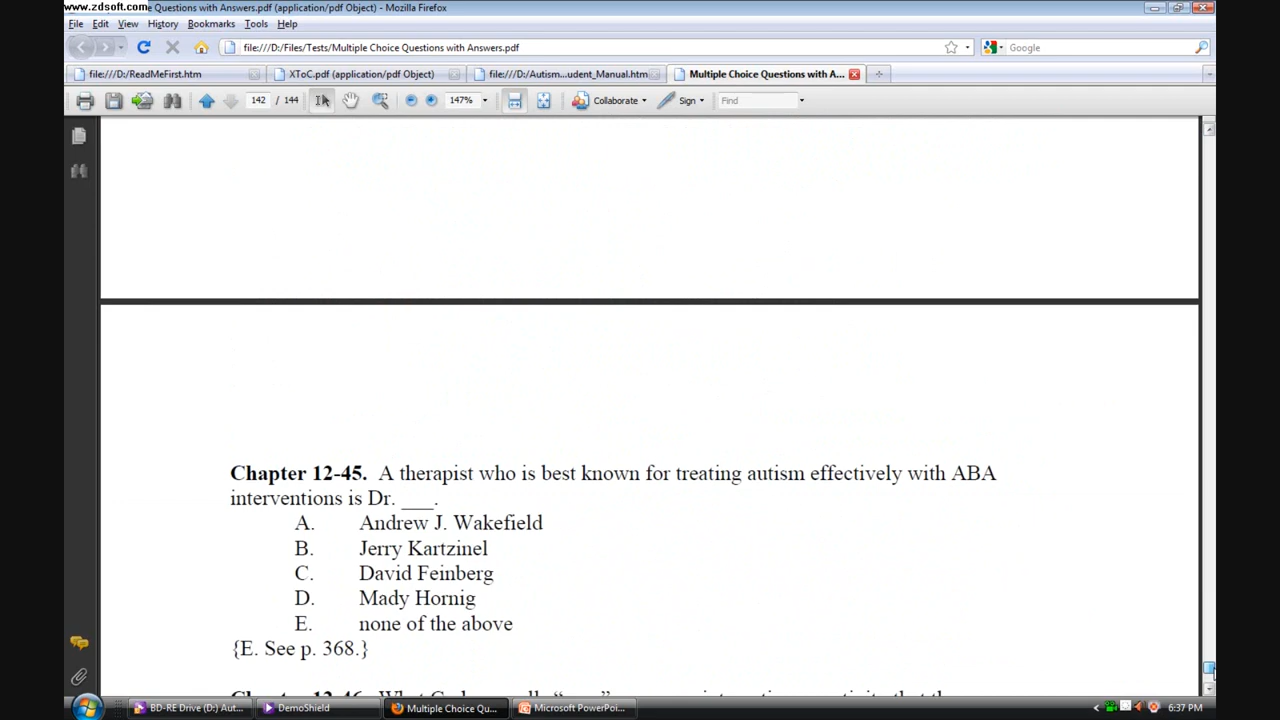 www.zdsoft.com
e Questions with Answers.pdf (application/pdf Object) - Mozilla Firefox
File Edit View History Bookmarks Tools Help
file:///D:/Files/Tests/Multiple Choice Questions with Answers.pdf
Google
file:///D:/ReadMeFirst.htm
XToC.pdf (application/pdf Object)
file:///D:/Autism...udent_Manual.htm
Multiple Choice Questions with A...
142 / 144
147%
Collaborate
Sign
Find
Chapter 12-45. A therapist who is best known for treating autism effectively with ABA
interventions is Dr. ___.
A. Andrew J. Wakefield
B. Jerry Kartzinel
C. David Feinberg
D. Mady Hornig
E. none of the above
{E. See p. 368.}
BD-RE Drive (D:) Aut...
DemoShield
Multiple Choice Qu...
Microsoft PowerPoi...
6:37 PM